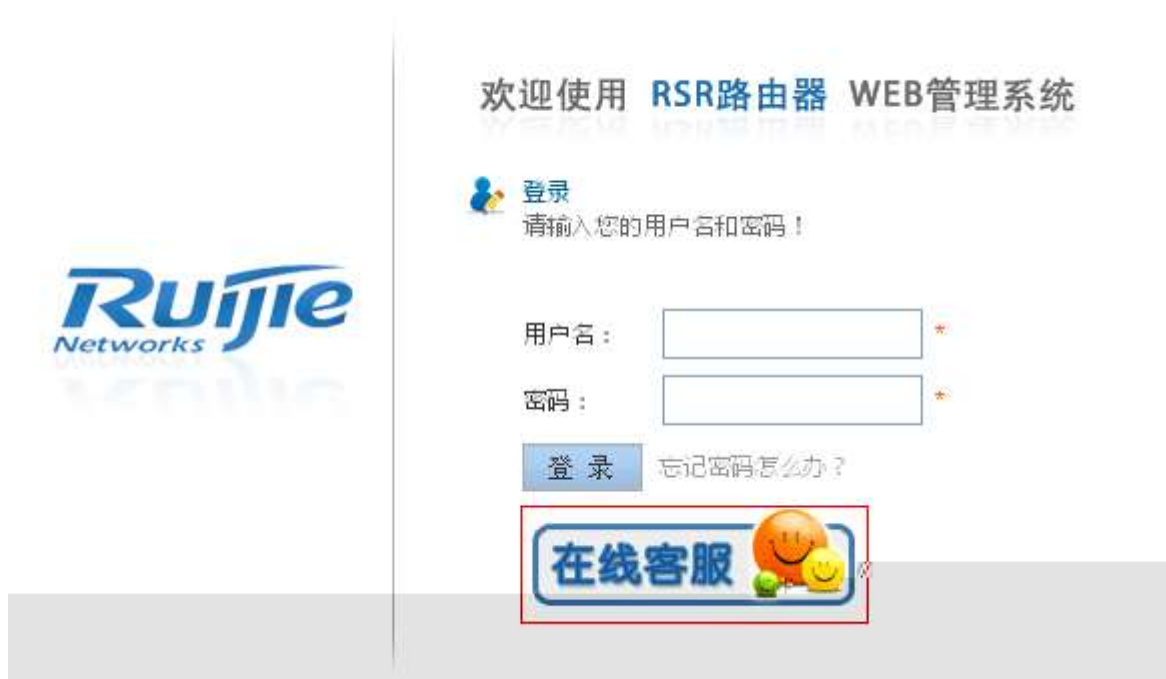 欢迎使用 RSR路由器 WEB管理系统
登录
请输入您的用户名和密码！
Ruijie
Networks
用户名： *
密码： *
登 录 忘记密码怎么办？
在线客服